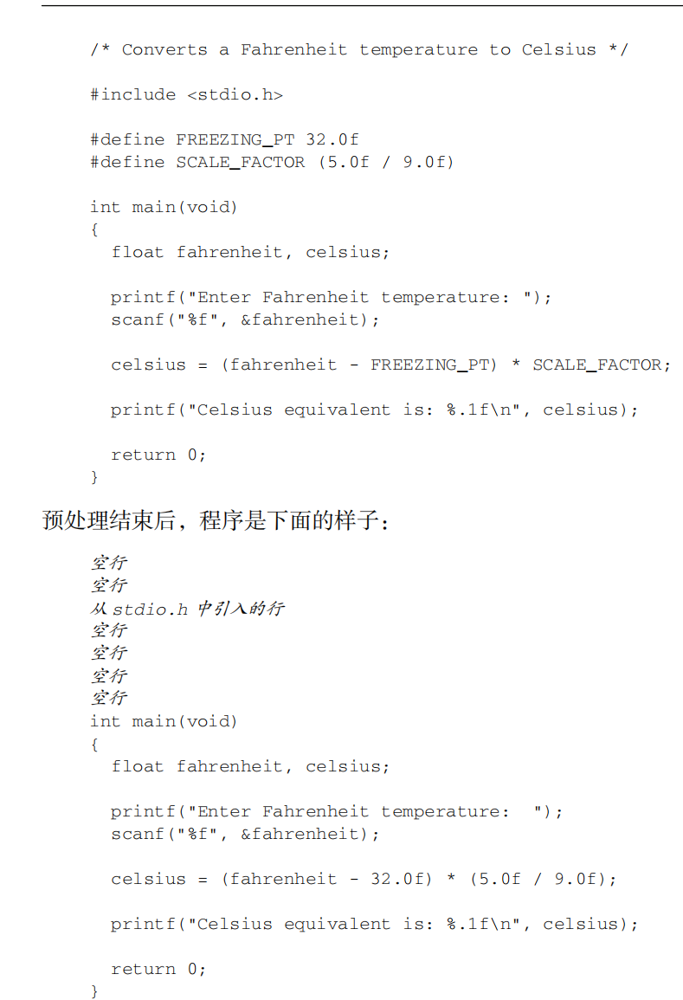 /* Converts a Fahrenheit temperature to Celsius */
#include <stdio.h>
#define FREEZING_PT 32.0f
#define SCALE_FACTOR (5.0f / 9.0f)
int main(void)
{
  float fahrenheit, celsius;
  printf("Enter Fahrenheit temperature: ");
  scanf("%f", &fahrenheit);
  celsius = (fahrenheit - FREEZING_PT) * SCALE_FACTOR;
  printf("Celsius equivalent is: %.1f\n", celsius);
  return 0;
}
预处理结束后，程序是下面的样子：
空行
空行
从stdio.h 中引入的行
空行
空行
空行
空行
int main(void)
{
  float fahrenheit, celsius;
  printf("Enter Fahrenheit temperature:  ");
  scanf("%f", &fahrenheit);
  celsius = (fahrenheit - 32.0f) * (5.0f / 9.0f);
  printf("Celsius equivalent is: %.1f\n", celsius);
  return 0;
}